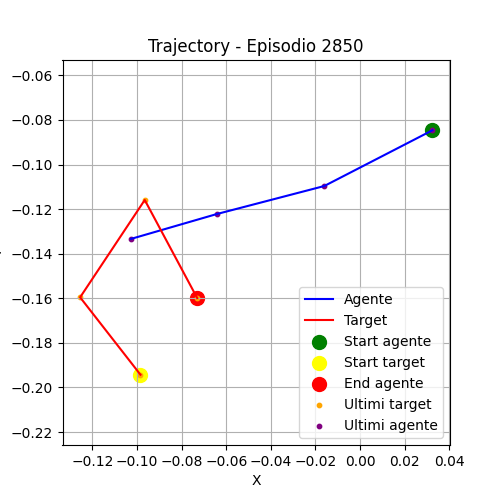 Trajectory - Episodio 2850
−0.06
−0.08
−0.10
−0.12
−0.14
−0.16
−0.18
−0.20
−0.22
Agente
Target
Start agente
Start target
End agente
Ultimi target
Ultimi agente
−0.12 −0.10 −0.08 −0.06 −0.04 −0.02 0.00 0.02 0.04
X